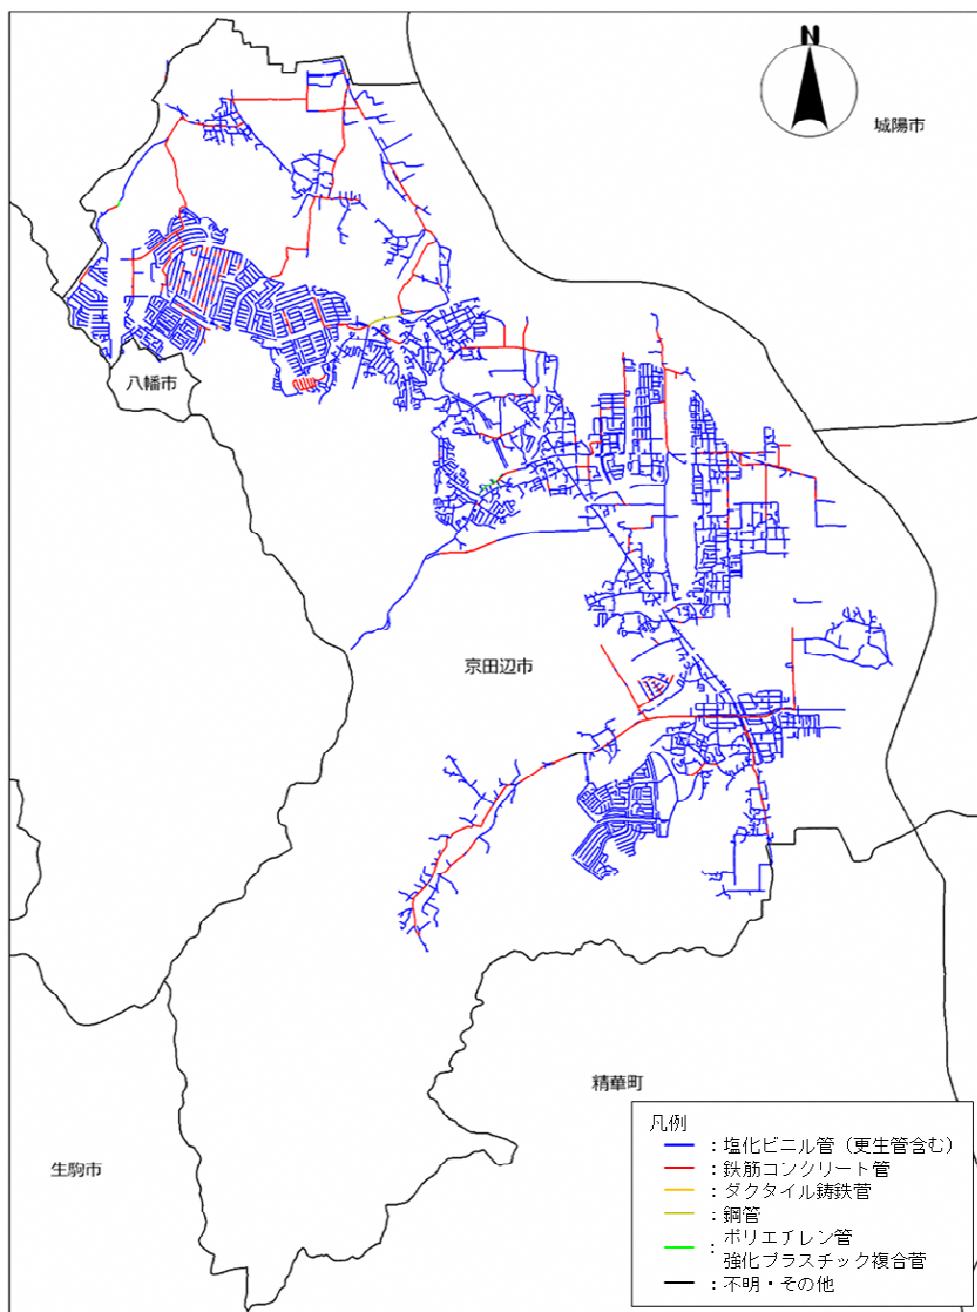 N
城陽市
八幡市
京田辺市
精華町
生駒市
凡例
：塩化ビニル管（更生管含む）
：鉄筋コンクリート管
：ダクタイル鋳鉄管
：鋼管
：ポリエチレン管
強化プラスチック複合管
：不明・その他